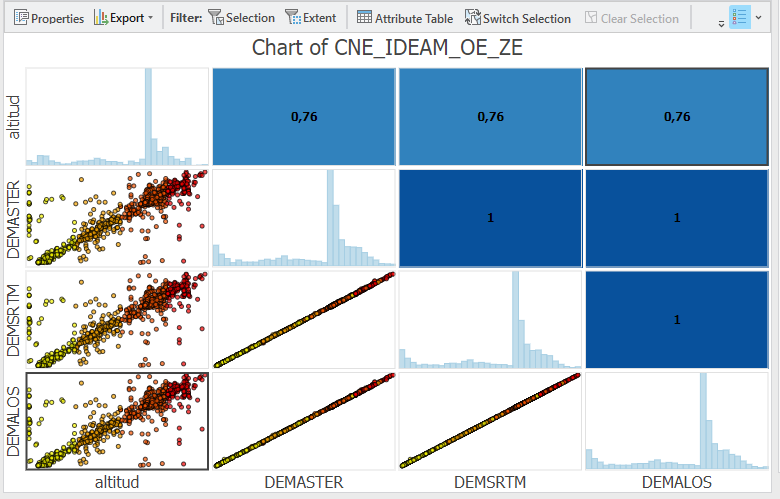 Properties Export Filter: Selection Extent Attribute Table Switch Selection Clear Selection
Chart of CNE_IDEAM_OE_ZE
altitud 0,76 0,76 0,76
DEMASTER 1 1
DEMSRTM 1
DEMALOS
altitud DEMASTER DEMSRTM DEMALOS